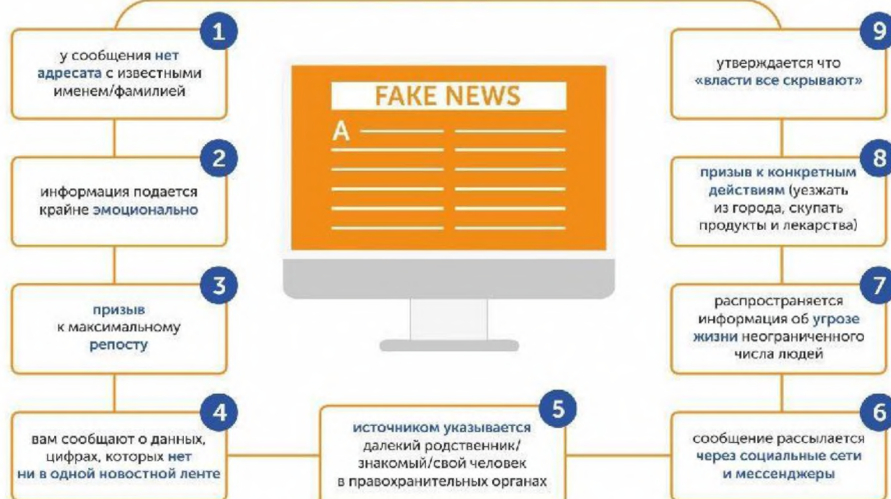 1
у сообщения нет
адресата с известными
именем/фамилией
2
информация подается
крайне эмоционально
3
призыв
к максимальному
репосту
4
вам сообщают о данных,
цифрах, которых нет
ни в одной новостной ленте
5
источником указывается
далекий родственник/
знакомый/свой человек
в правохранительных органах
6
сообщение рассылается
через социальные сети
и мессенджеры
7
распространяется
информация об угрозе
жизни неограниченного
числа людей
8
призыв к конкретным
действиям (уезжать
из города, скупать
продукты и лекарства)
9
утверждается что
«власти все скрывают»
FAKE NEWS
A